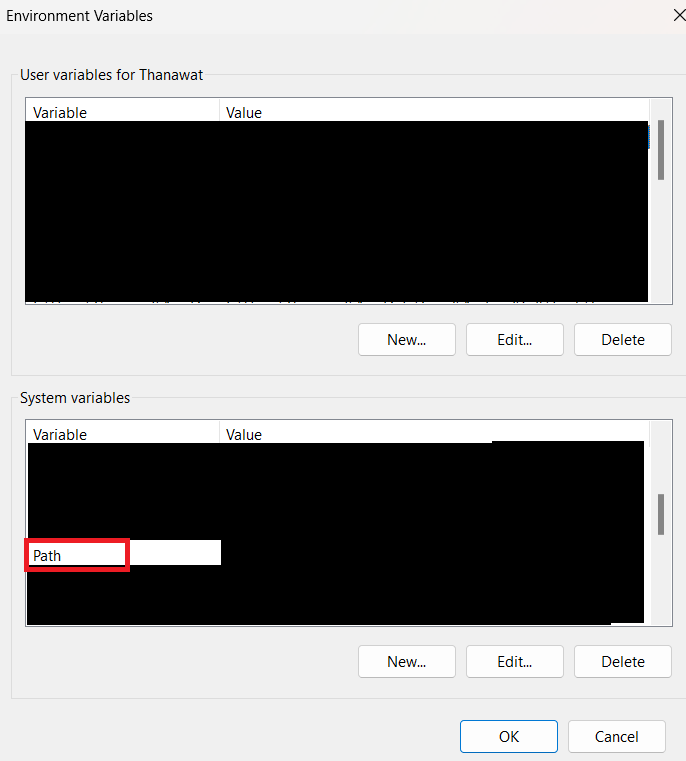 Environment Variables
User variables for Thanawat
Variable Value
New... Edit... Delete
System variables
Variable Value
Path
New... Edit... Delete
OK Cancel